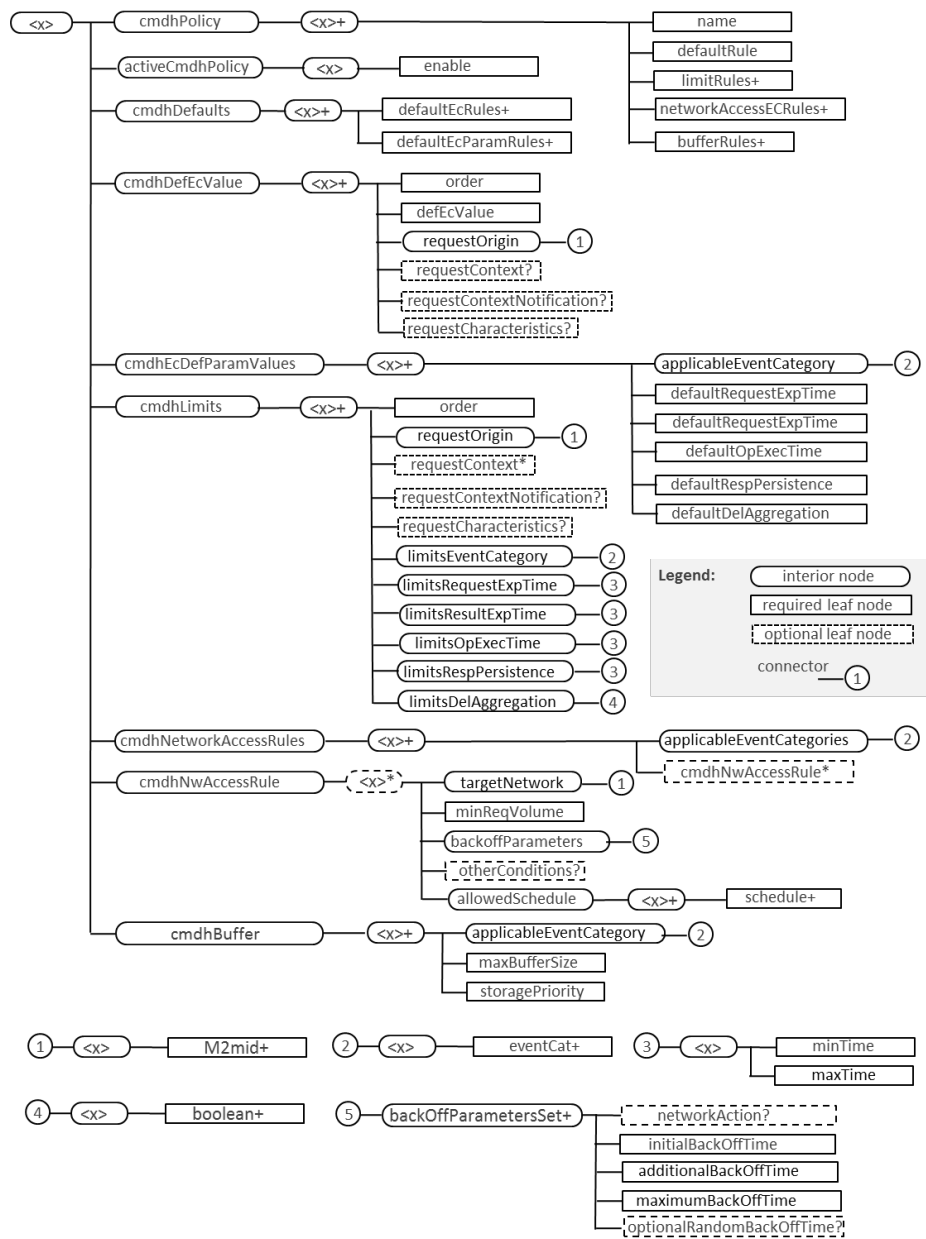 <x> cmdhPolicy <x>+ name
defaultRule
activeCmdhPolicy <x> enable limitRules+
cmdhDefaults <x>+ defaultEcRules+ networkAccessECRules+
defaultEcParamRules+ bufferRules+
cmdhDefEcValue <x>+ order
defEcValue
requestOrigin 1
requestContext?
requestContextNotification?
requestCharacteristics?
cmdhEcDefParamValues <x>+ applicableEventCategory 2
defaultRequestExpTime
cmdhLimits <x>+ order
defaultRequestExpTime
requestOrigin 1
defaultOpExecTime
requestContext*
defaultRespPersistence
requestContextNotification?
defaultDelAggregation
requestCharacteristics?
limitsEventCategory 2
limitsRequestExpTime 3
limitsResultExpTime 3
limitsOpExecTime 3
limitsRespPersistence 3
limitsDelAggregation 4
Legend: interior node
required leaf node
optional leaf node
connector 1
cmdhNetworkAccessRules <x>+ applicableEventCategories 2
cmdhNwAccessRule*
cmdhNwAccessRule <x>* targetNetwork 1
minReqVolume
backoffParameters 5
otherConditions?
allowedSchedule <x>+ schedule+
cmdhBuffer <x>+ applicableEventCategory 2
maxBufferSize
storagePriority
1 <x> M2mid+ 2 <x> eventCat+ 3 <x> minTime
maxTime
4 <x> boolean+ 5 backOffParametersSet+ networkAction?
initialBackOffTime
additionalBackOffTime
maximumBackOffTime
optionalRandomBackOffTime?